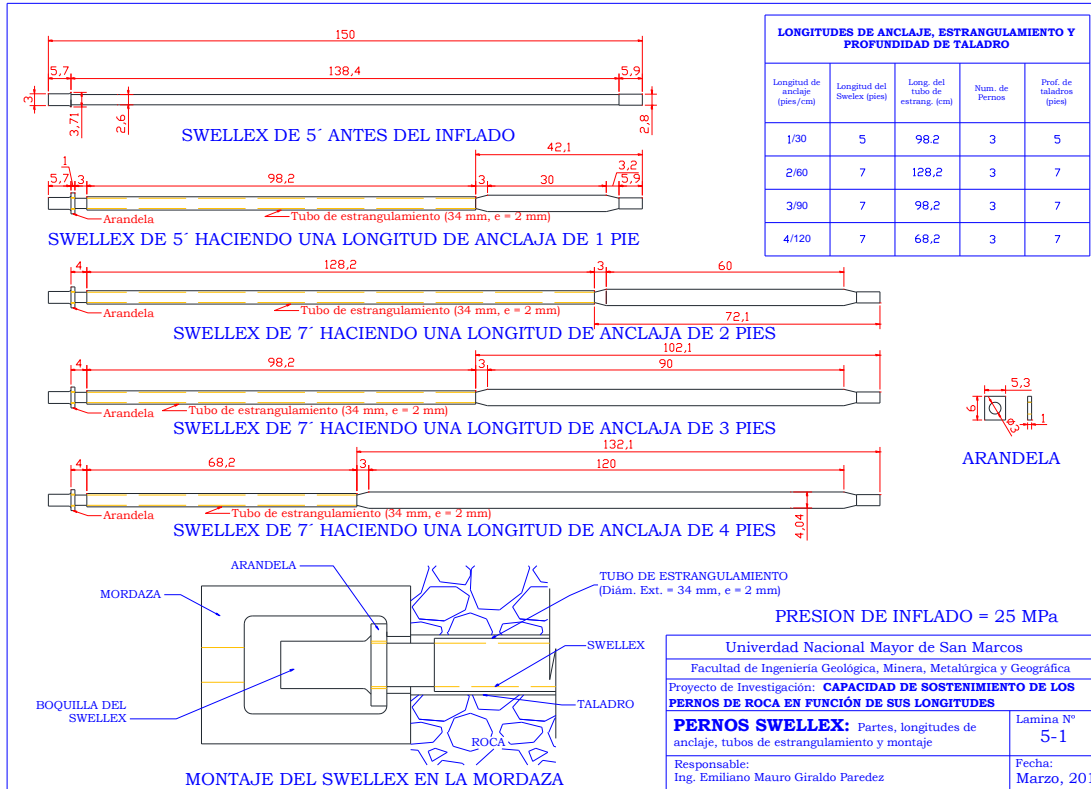 150
5,7
138,4
5,9
3
3,71
2,6
2,8
SWELLEX DE 5´ ANTES DEL INFLADO
42,1
1
3,2
5,7
3
98,2
3
30
5,9
Arandela
Tubo de estrangulamiento (34 mm, e = 2 mm)
SWELLEX DE 5´ HACIENDO UNA LONGITUD DE ANCLAJA DE 1 PIE
128,2
4
3
60
Tubo de estrangulamiento (34 mm, e = 2 mm)
Arandela
72,1
SWELLEX DE 7´ HACIENDO UNA LONGITUD DE ANCLAJA DE 2 PIES
102,1
4
98,2
3
90
Arandela
Tubo de estrangulamiento (34 mm, e = 2 mm)
SWELLEX DE 7´ HACIENDO UNA LONGITUD DE ANCLAJA DE 3 PIES
132,1
4
68,2
3
120
Arandela
Tubo de estrangulamiento (34 mm, e = 2 mm)
4,04
SWELLEX DE 7´ HACIENDO UNA LONGITUD DE ANCLAJA DE 4 PIES
LONGITUDES DE ANCLAJE, ESTRANGULAMIENTO Y
PROFUNDIDAD DE TALADRO
Longitud de anclaje (pies/cm) Longitud del Swelex (pies) Long. del tubo de estrang. (cm) Num. de Pernos Prof. de taladros (pies)
1/30 5 98.2 3 5
2/60 7 128,2 3 7
3/90 7 98,2 3 7
4/120 7 68,2 3 7
5,3
6
ø3
1
ARANDELA
ARANDELA
MORDAZA
TUBO DE ESTRANGULAMIENTO
(Diám. Ext. = 34 mm, e = 2 mm)
SWELLEX
TALADRO
BOQUILLA DEL
SWELLEX
ROCA
MONTAJE DEL SWELLEX EN LA MORDAZA
PRESION DE INFLADO = 25 MPa
Univerdad Nacional Mayor de San Marcos
Facultad de Ingeniería Geológica, Minera, Metalúrgica y Geográfica
Proyecto de Investigación: CAPACIDAD DE SOSTENIMIENTO DE LOS
PERNOS DE ROCA EN FUNCIÓN DE SUS LONGITUDES
PERNOS SWELLEX: Partes, longitudes de
anclaje, tubos de estrangulamiento y montaje
Lamina Nº
5-1
Responsable:
Ing. Emiliano Mauro Giraldo Paredez
Fecha:
Marzo, 201